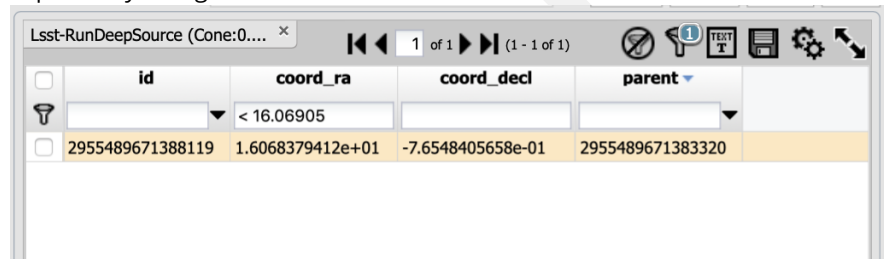 Lsst-RunDeepSource (Cone:0.... ×
1 of 1 (1 - 1 of 1)
1
TEXT
T
id coord_ra coord_decl parent
< 16.06905
2955489671388119 1.6068379412e+01 -7.6548405658e-01 2955489671383320